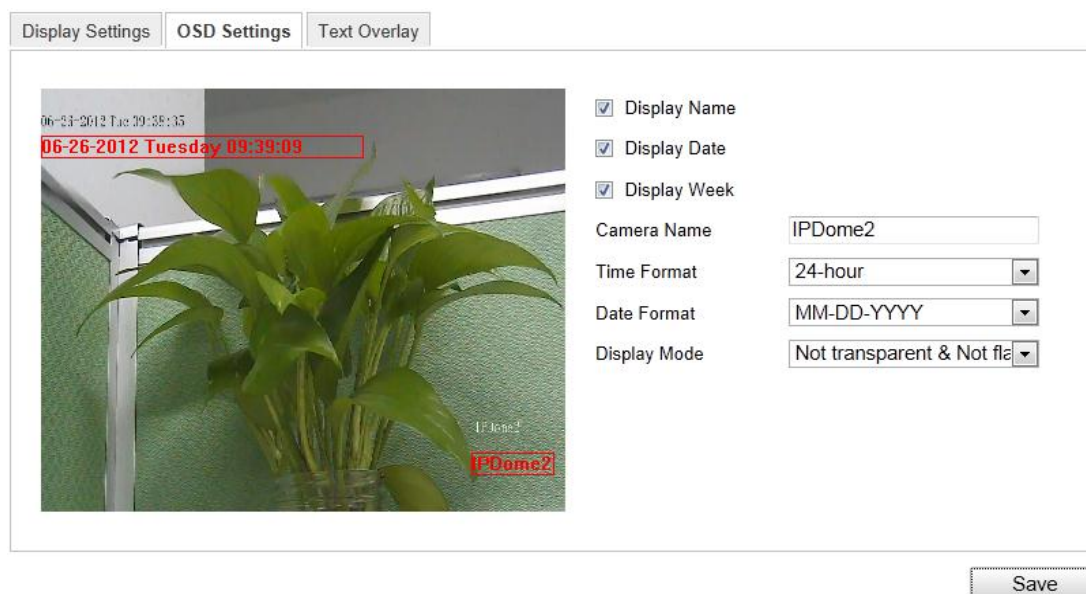 Display Settings
OSD Settings
Text Overlay
06-26-2012 Tuesday 09:39:09
IPDome2
Display Name
Display Date
Display Week
Camera Name
IPDome2
Time Format
24-hour
Date Format
MM-DD-YYYY
Display Mode
Not transparent & Not fla
Save